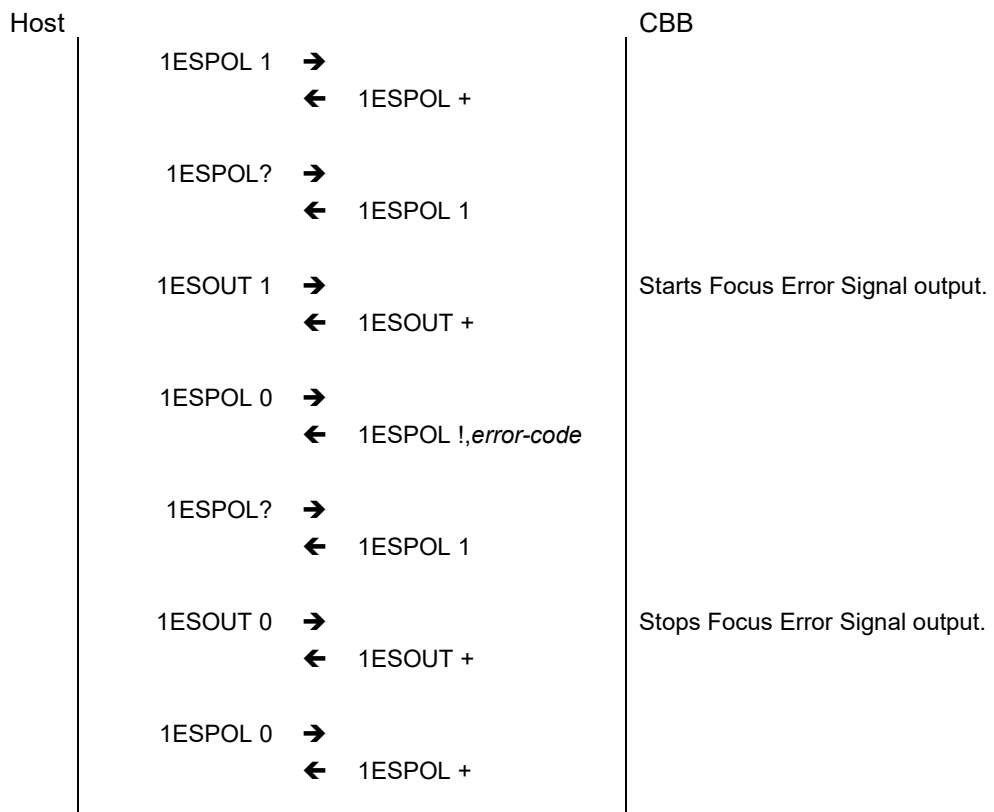 Host CBB
1ESPOL 1 ➔
🡸 1ESPOL +
1ESPOL? ➔
🡸 1ESPOL 1
1ESOUT 1 ➔ Starts Focus Error Signal output.
🡸 1ESOUT +
1ESPOL 0 ➔
🡸 1ESPOL !,error-code
1ESPOL? ➔
🡸 1ESPOL 1
1ESOUT 0 ➔ Stops Focus Error Signal output.
🡸 1ESOUT +
1ESPOL 0 ➔
🡸 1ESPOL +